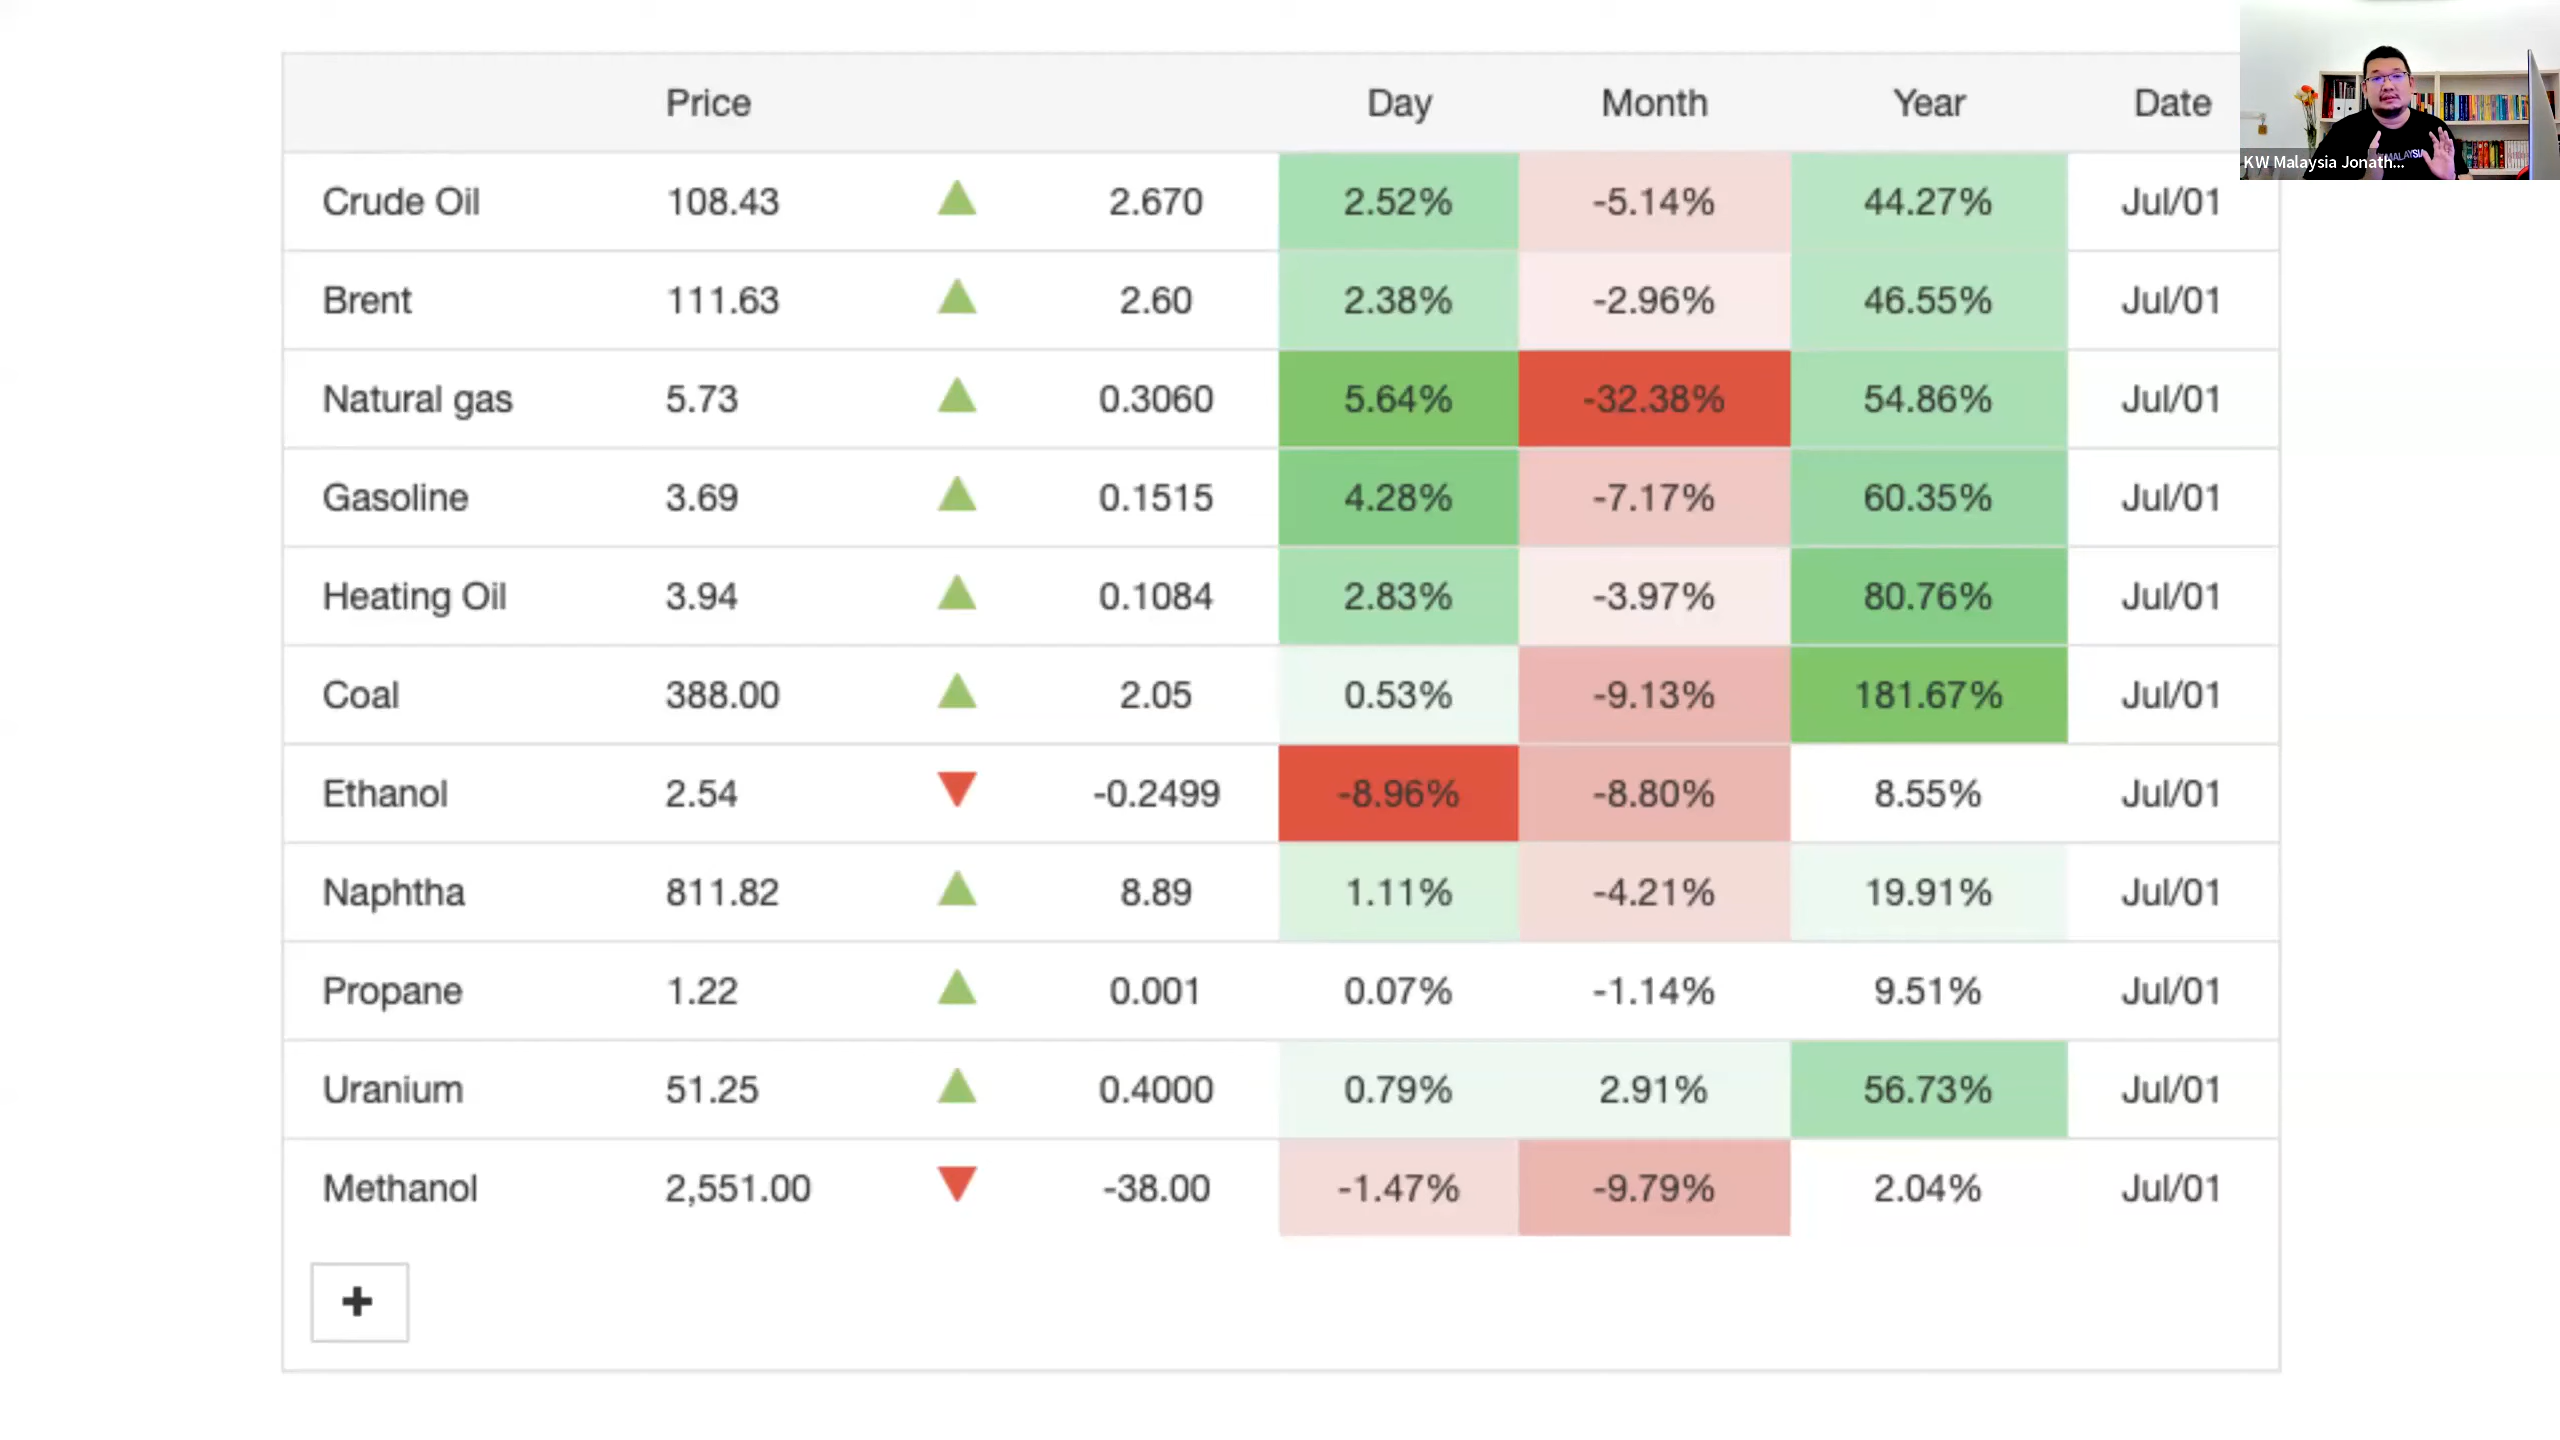 Price Day Month Year Date
Crude Oil 108.43 2.670 2.52% -5.14% 44.27% Jul/01
Brent 111.63 2.60 2.38% -2.96% 46.55% Jul/01
Natural gas 5.73 0.3060 5.64% -32.38% 54.86% Jul/01
Gasoline 3.69 0.1515 4.28% -7.17% 60.35% Jul/01
Heating Oil 3.94 0.1084 2.83% -3.97% 80.76% Jul/01
Coal 388.00 2.05 0.53% -9.13% 181.67% Jul/01
Ethanol 2.54 -0.2499 -8.96% -8.80% 8.55% Jul/01
Naphtha 811.82 8.89 1.11% -4.21% 19.91% Jul/01
Propane 1.22 0.001 0.07% -1.14% 9.51% Jul/01
Uranium 51.25 0.4000 0.79% 2.91% 56.73% Jul/01
Methanol 2,551.00 -38.00 -1.47% -9.79% 2.04% Jul/01
+
KW Malaysia Jonath...